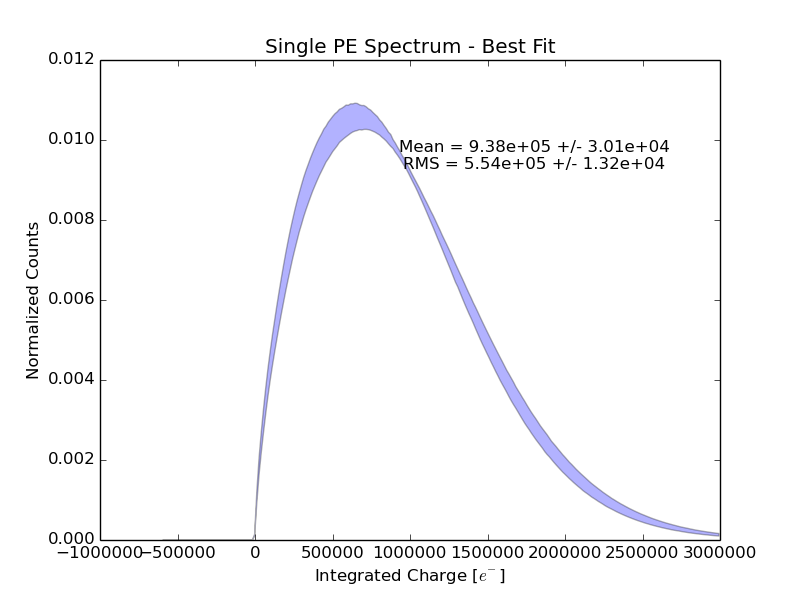 Single PE Spectrum - Best Fit
0.012
0.010
Mean = 9.38e+05 +/- 3.01e+04
RMS = 5.54e+05 +/- 1.32e+04
0.008
Normalized Counts
0.006
0.004
0.002
0.000
−1000000 −500000 0 500000 1000000 1500000 2000000 2500000 3000000
Integrated Charge [e⁻]